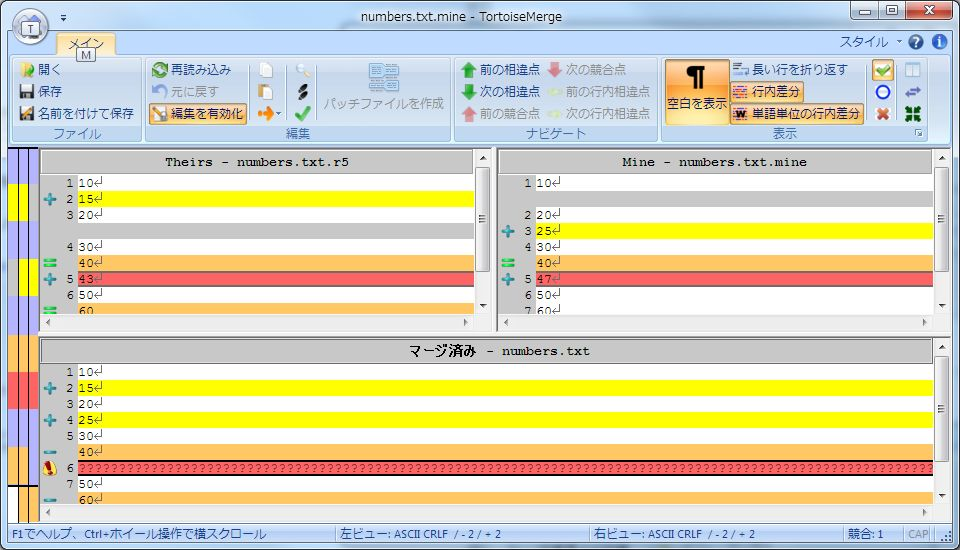 numbers.txt.mine - TortoiseMerge
T
メイン
M
スタイル
開く
保存
名前を付けて保存
ファイル
再読み込み
元に戻す
編集を有効化
パッチファイルを作成
編集
前の相違点
次の相違点
前の競合点
次の競合点
前の行内相違点
次の行内相違点
ナビゲート
¶
空白を表示
長い行を折り返す
行内差分
単語単位の行内差分
表示
Theirs - numbers.txt.r5
1 10↵
2 15↵
3 20↵
4 30↵
40↵
5 43↵
6 50↵
60
Mine - numbers.txt.mine
1 10↵
2 20↵
3 25↵
4 30↵
40↵
5 47↵
6 50↵
7 60↵
マージ済み - numbers.txt
1 10↵
2 15↵
3 20↵
4 25↵
5 30↵
40↵
6 ???????????????????????????????????????????????????????????????????????????????????????????????????????????
7 50↵
60↵
F1でヘルプ、Ctrl+ホイール操作で横スクロール
左ビュー: ASCII CRLF / - 2 / + 2
右ビュー: ASCII CRLF / - 2 / + 2
競合: 1
CAP